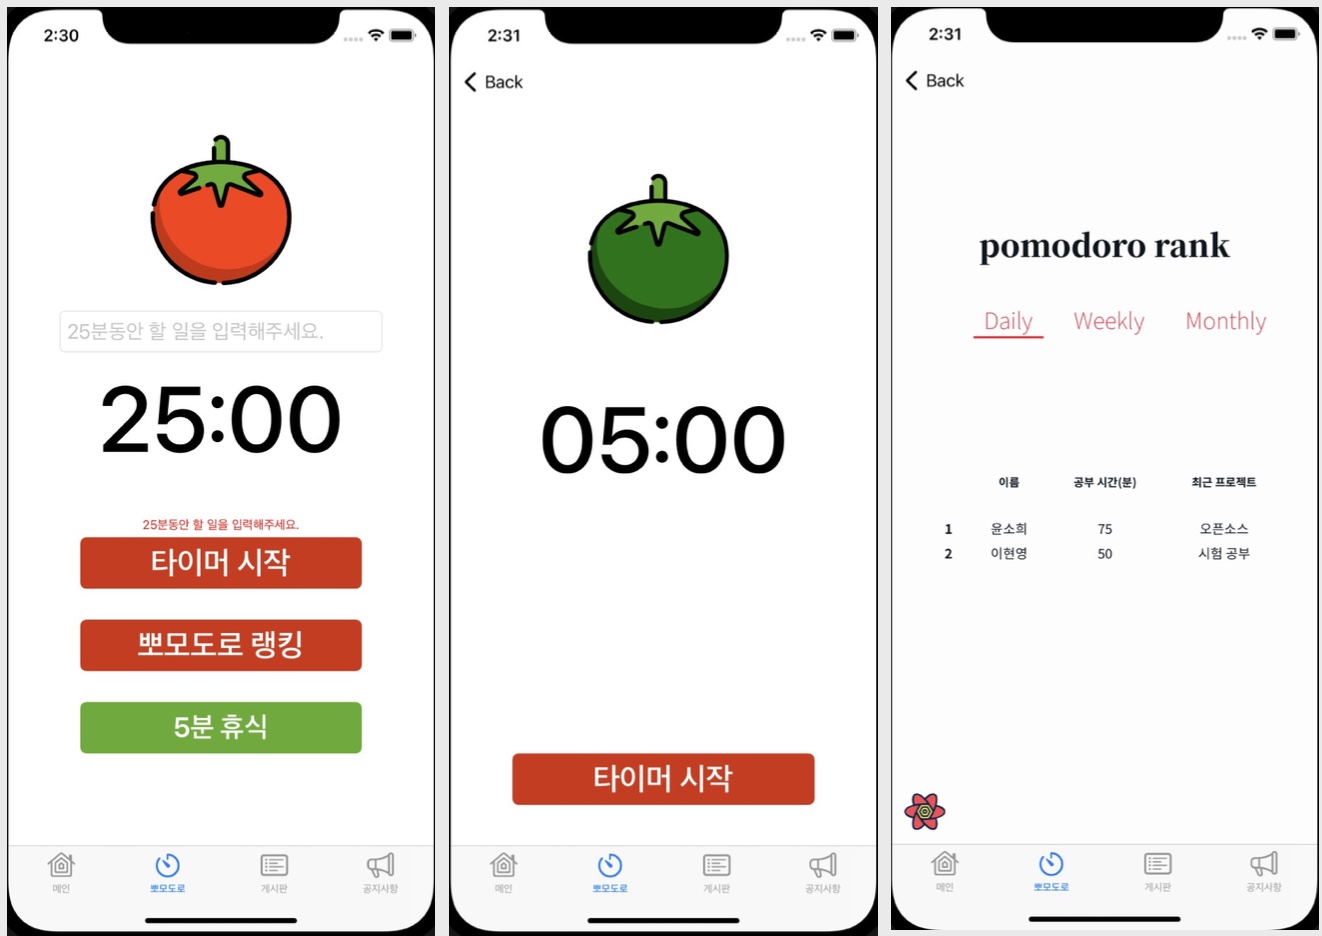 2:30
25분동안 할 일을 입력해주세요.
25:00
25분동안 할 일을 입력해주세요.
타이머 시작
뽀모도로 랭킹
5분 휴식
메인 뽀모도로 게시판 공지사항
2:31
Back
05:00
타이머 시작
메인 뽀모도로 게시판 공지사항
2:31
Back
pomodoro rank
Daily Weekly Monthly
이름 공부 시간(분) 최근 프로젝트
1 윤소희 75 오픈소스
2 이현영 50 시험 공부
메인 뽀모도로 게시판 공지사항